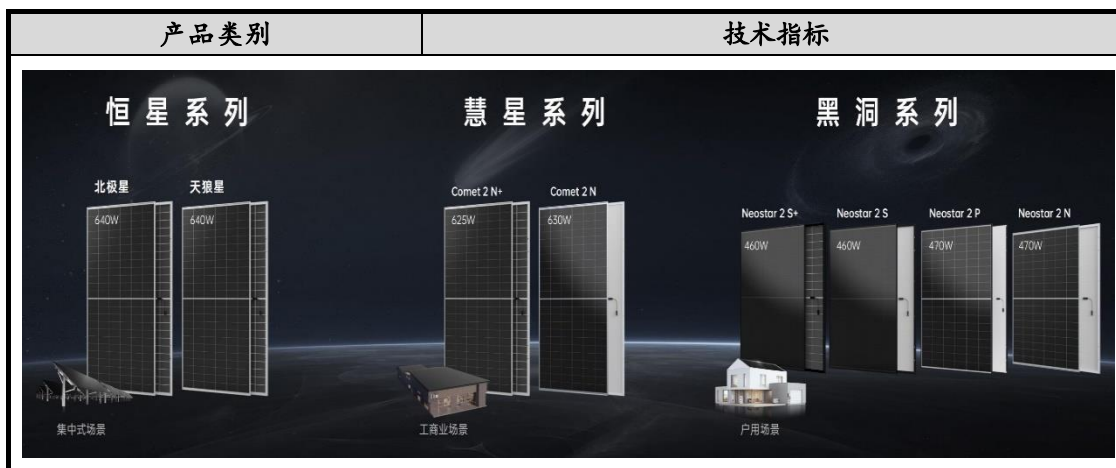 产品类别 技术指标
恒星系列 慧星系列 黑洞系列
北极星 天狼星 Comet 2 N+ Comet 2 N
Neostar 2 S+ Neostar 2 S Neostar 2 P Neostar 2 N
640W 640W 625W 630W
460W 460W 470W 470W
集中式场景 工商业场景 户用场景